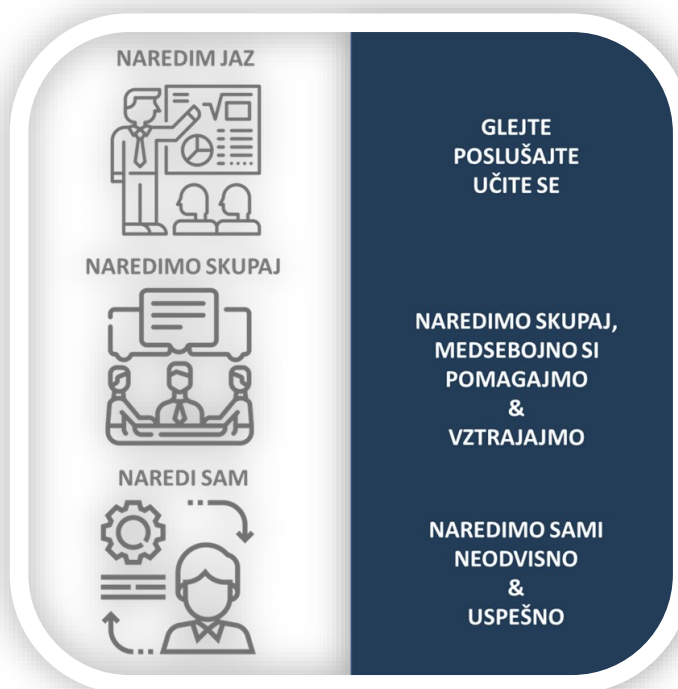 NAREDIM JAZ
GLEJTE
POSLUŠAJTE
UČITE SE
NAREDIMO SKUPAJ
NAREDIMO SKUPAJ,
MEDSEBOJNO SI
POMAGAJMO
&
VZTRAJAJMO
NAREDI SAM
NAREDIMO SAMI
NEODVISNO
&
USPEŠNO